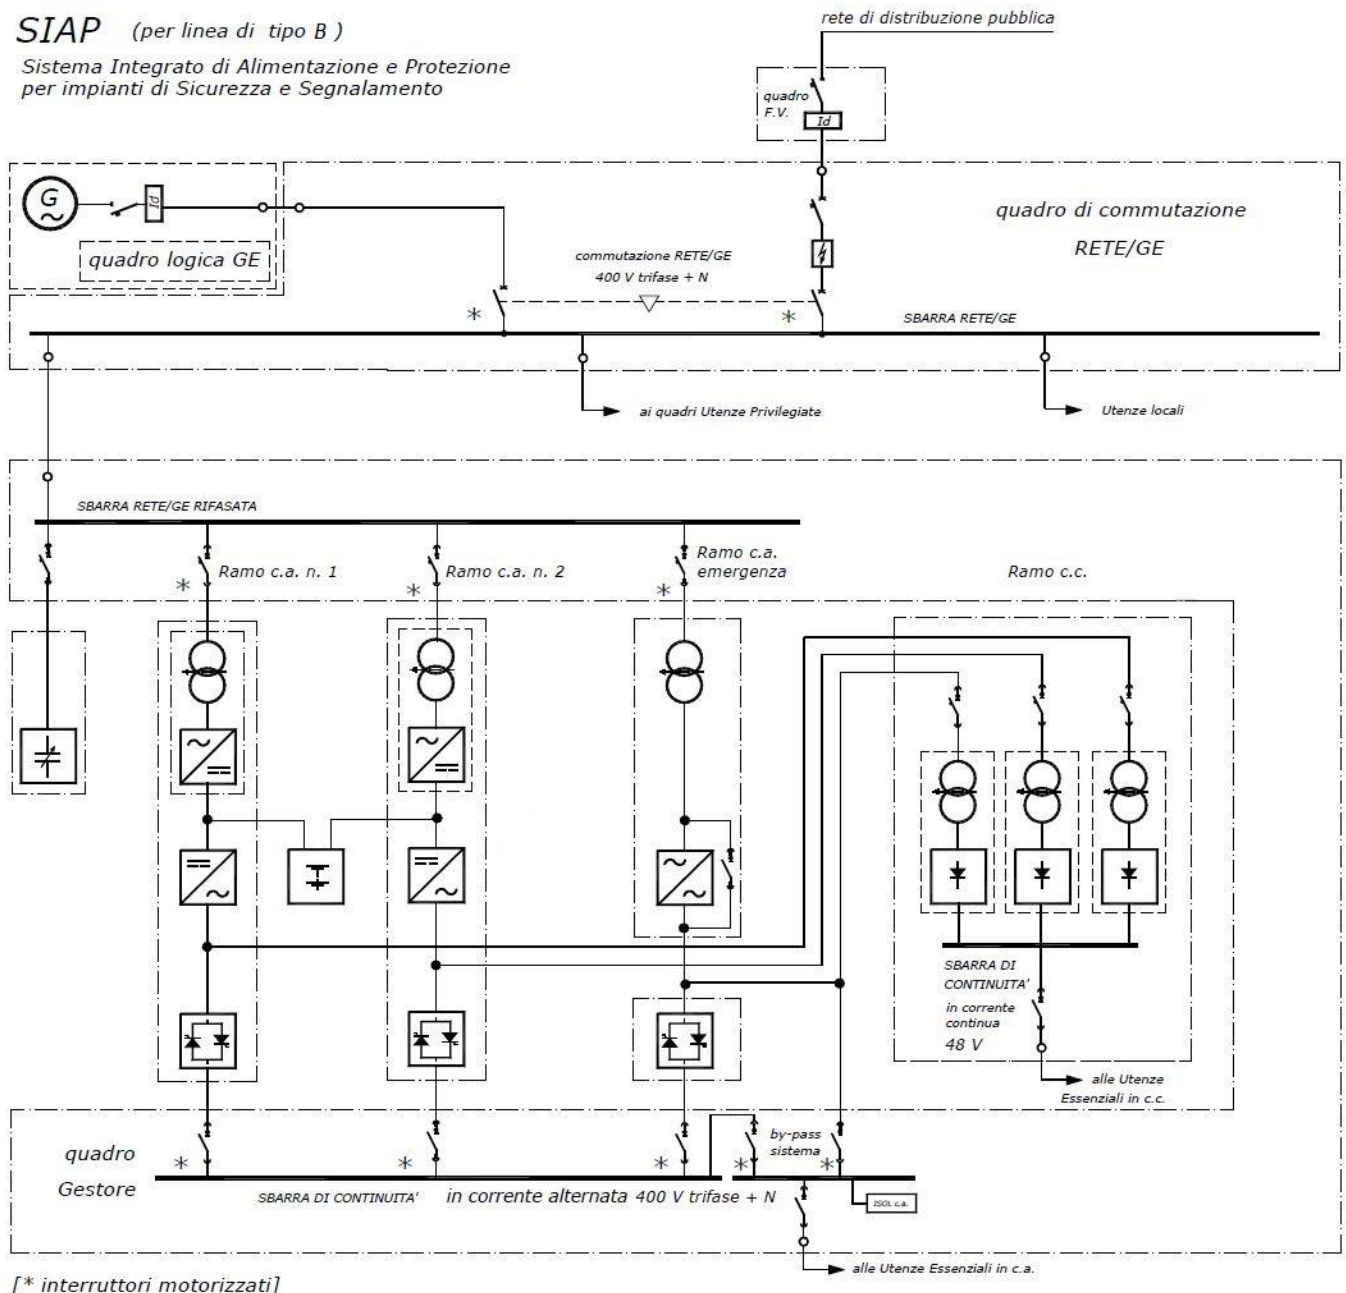 SIAP (per linea di tipo B )
Sistema Integrato di Alimentazione e Protezione
per impianti di Sicurezza e Segnalamento
rete di distribuzione pubblica
quadro
F.V.
Id
G
Id
quadro logica GE
commutazione RETE/GE
400 V trifase + N
quadro di commutazione
RETE/GE
*
*
SBARRA RETE/GE
ai quadri Utenze Privilegiate
Utenze locali
SBARRA RETE/GE RIFASATA
Ramo c.a. n. 1
*
Ramo c.a. n. 2
*
Ramo c.a.
emergenza
*
Ramo c.c.
SBARRA DI
CONTINUITA'
in corrente
continua
48 V
alle Utenze
Essenziali in c.c.
quadro
Gestore
*
*
*
*
by-pass
sistema
*
SBARRA DI CONTINUITA' in corrente alternata 400 V trifase + N
ISOL c.a.
alle Utenze Essenziali in c.a.
[* interruttori motorizzati]